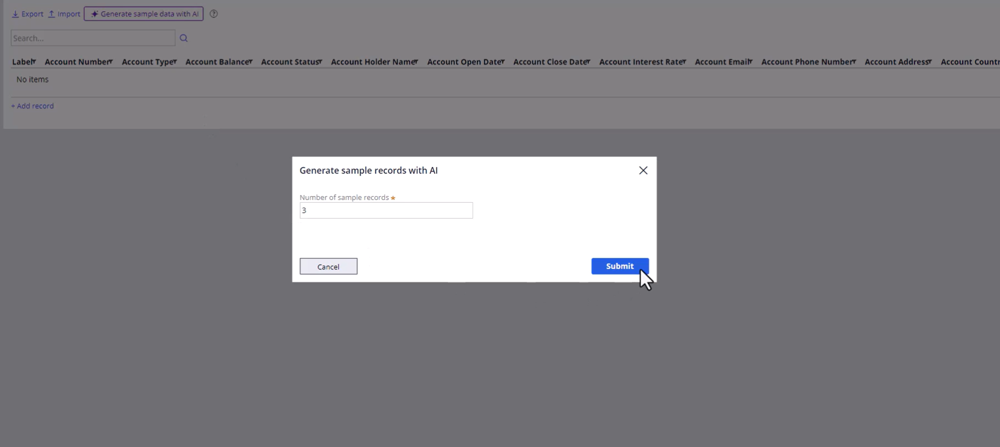 Export Import Generate sample data with AI ?
Search...
Label Account Number Account Type Account Balance Account Status Account Holder Name Account Open Date Account Close Date Account Interest Rate Account Email Account Phone Number Account Address Account Countr
No items
+ Add record
Generate sample records with AI
Number of sample records *
3
Cancel Submit